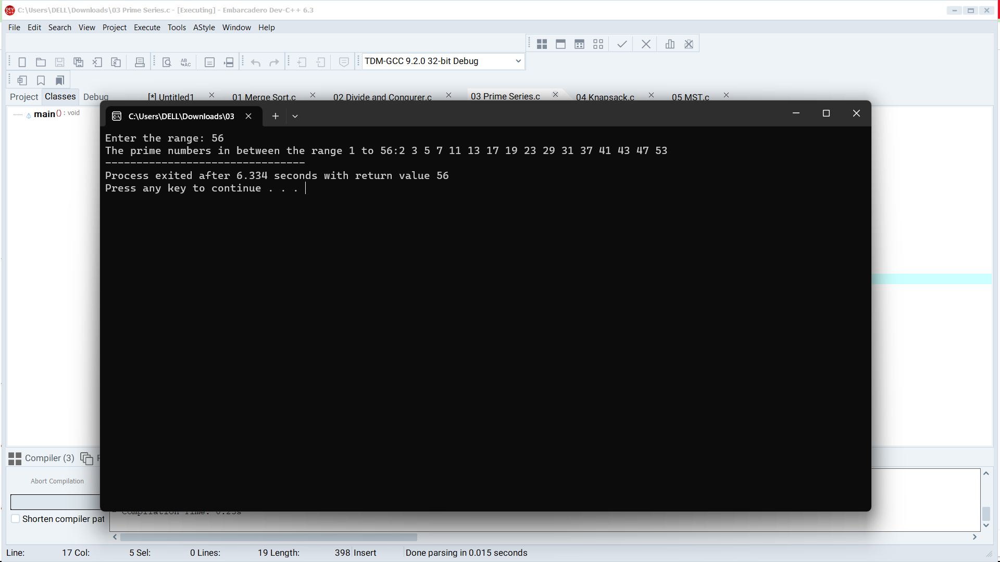 C:\Users\DELL\Downloads\03 Prime Series.c - [Executing] - Embarcadero Dev-C++ 6.3
File Edit Search View Project Execute Tools AStyle Window Help
TDM-GCC 9.2.0 32-bit Debug
Project Classes Debug
[*] Untitled1 01 Merge Sort.c 02 Divide and Conqurer.c 03 Prime Series.c 04 Knapsack.c 05 MST.c
main() : void
C:\Users\DELL\Downloads\03
Enter the range: 56
The prime numbers in between the range 1 to 56:2 3 5 7 11 13 17 19 23 29 31 37 41 43 47 53
--------------------------------
Process exited after 6.334 seconds with return value 56
Press any key to continue . . .
Compiler (3)
Abort Compilation
Shorten compiler pat
- Compilation Time: 0.23s
Line: 17 Col: 5 Sel: 0 Lines: 19 Length: 398 Insert Done parsing in 0.015 seconds